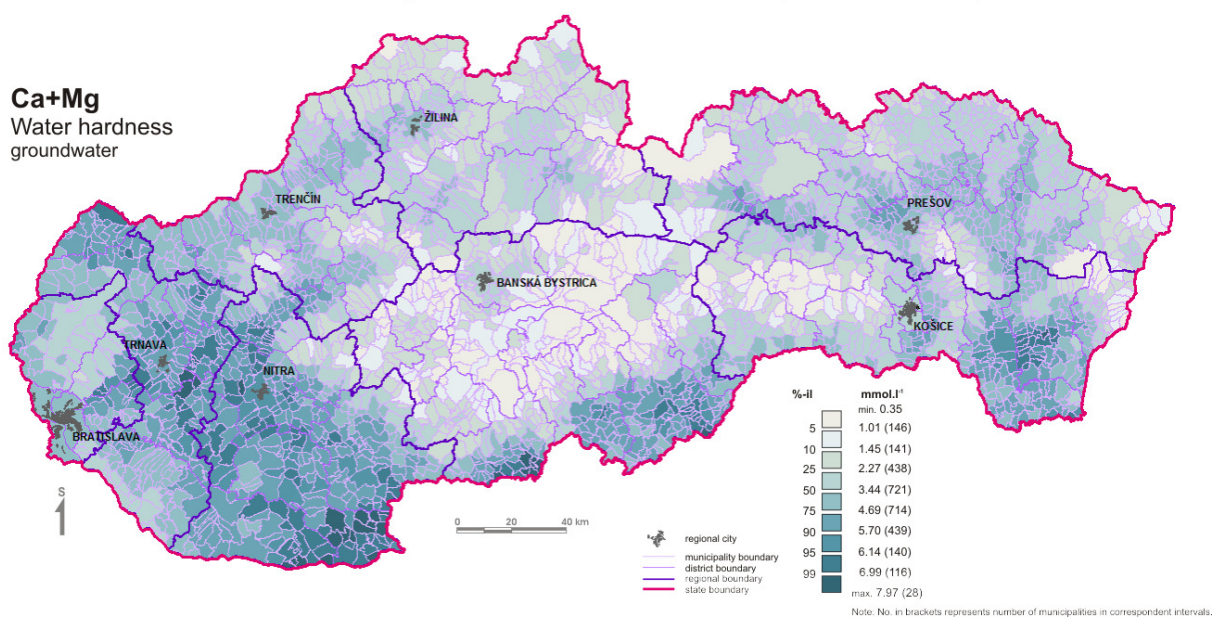 Ca+Mg
Water hardness
groundwater
ŽILINA
TRENČÍN
PREŠOV
BANSKÁ BYSTRICA
KOŠICE
TRNAVA
NITRA
BRATISLAVA
S
0 20 40 km
regional city
municipality boundary
district boundary
regional boundary
state boundary
%-il mmol.l⁻¹
min. 0.35
5 1.01 (146)
10 1.45 (141)
25 2.27 (438)
50 3.44 (721)
75 4.69 (714)
90 5.70 (439)
95 6.14 (140)
99 6.99 (116)
max. 7.97 (28)
Note: No. in brackets represents number of municipalities in correspondent intervals.